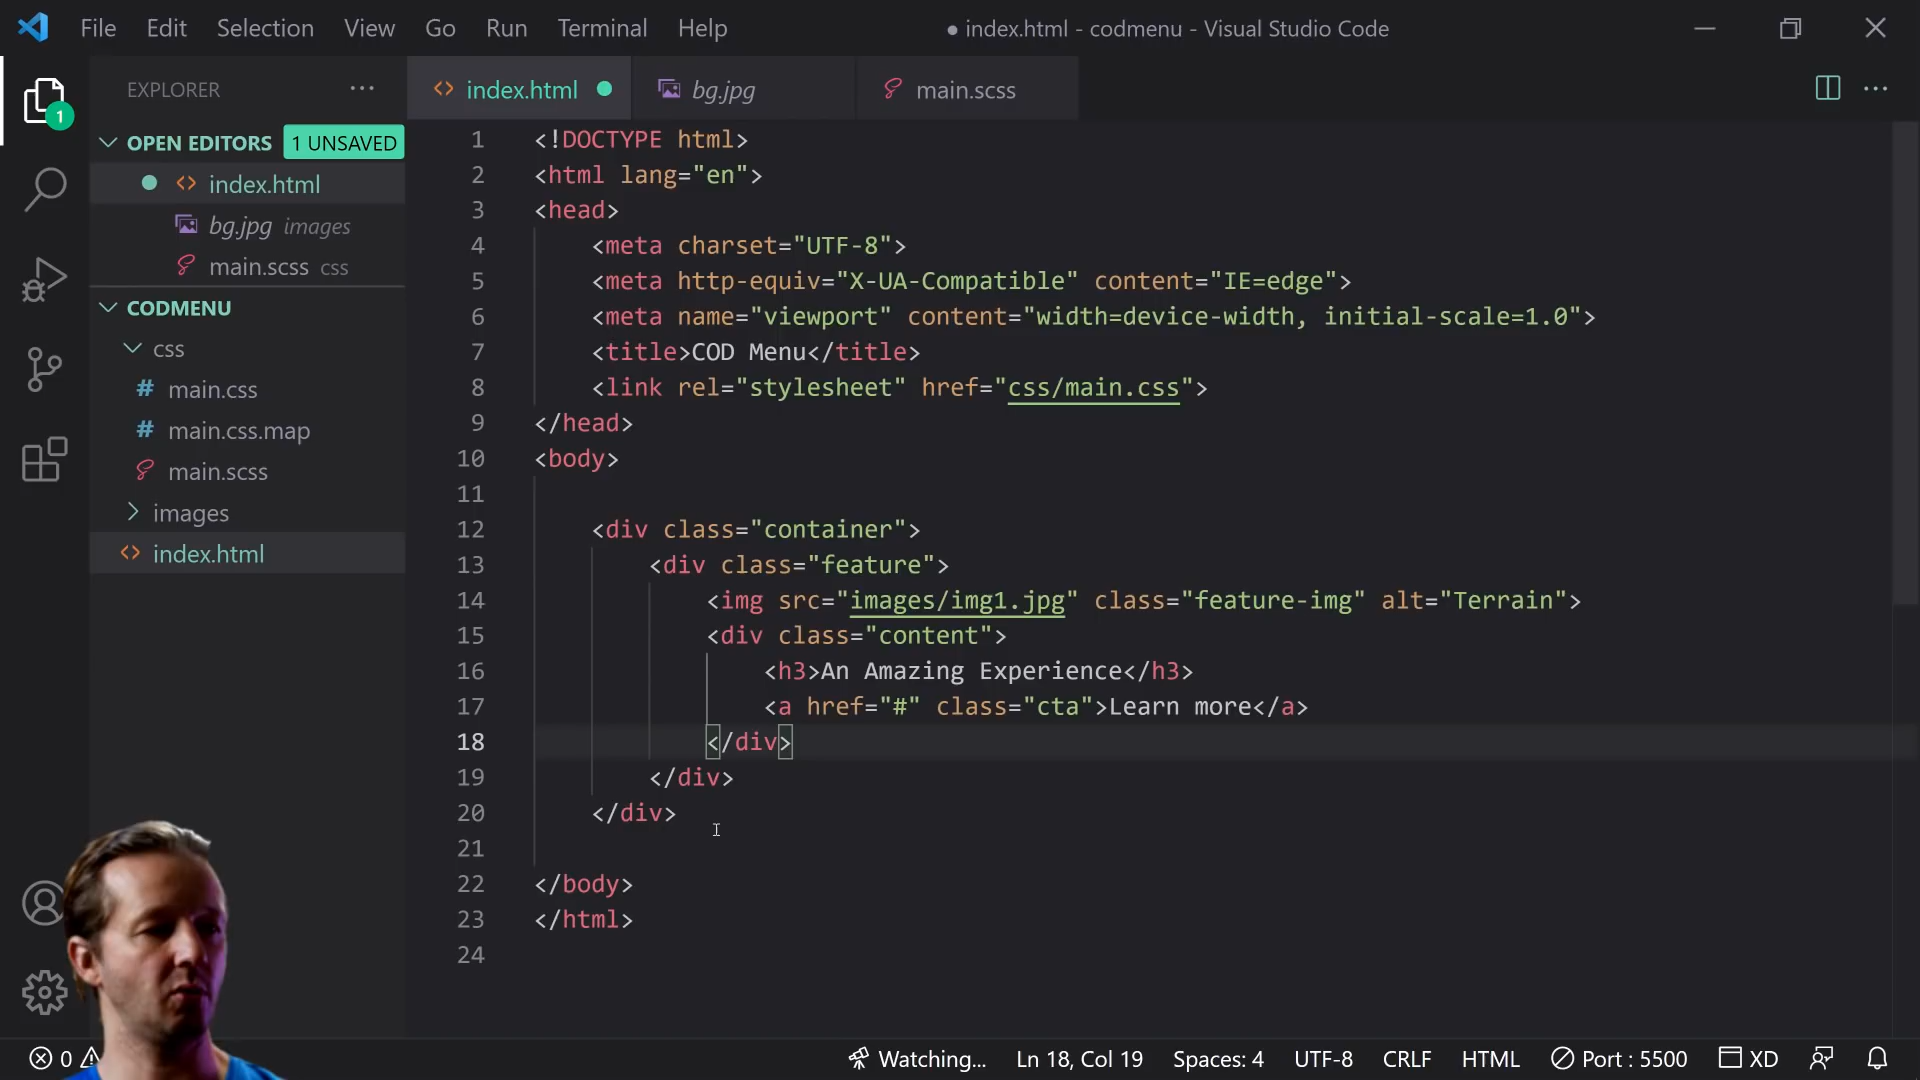 File Edit Selection View Go Run Terminal Help ● index.html - codmenu - Visual Studio Code
EXPLORER ··· index.html bg.jpg main.scss ···
1
OPEN EDITORS 1 UNSAVED
index.html
bg.jpg images
main.scss css
CODMENU
css
main.css
main.css.map
main.scss
images
index.html
1 <!DOCTYPE html>
2 <html lang="en">
3 <head>
4 <meta charset="UTF-8">
5 <meta http-equiv="X-UA-Compatible" content="IE=edge">
6 <meta name="viewport" content="width=device-width, initial-scale=1.0">
7 <title>COD Menu</title>
8 <link rel="stylesheet" href="css/main.css">
9 </head>
10 <body>
11
12 <div class="container">
13 <div class="feature">
14 <img src="images/img1.jpg" class="feature-img" alt="Terrain">
15 <div class="content">
16 <h3>An Amazing Experience</h3>
17 <a href="#" class="cta">Learn more</a>
18 </div>
19 </div>
20 </div>
21
22 </body>
23 </html>
24
0 Watching... Ln 18, Col 19 Spaces: 4 UTF-8 CRLF HTML Port : 5500 XD